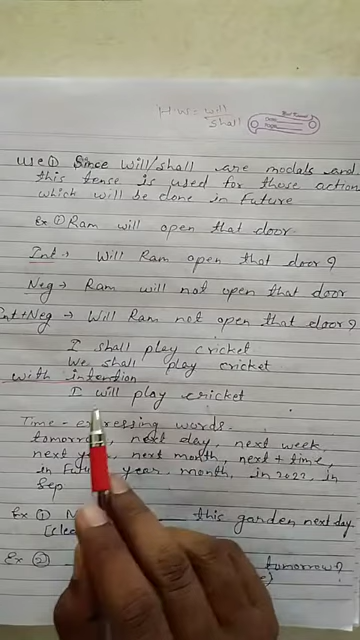 H.W = will/shall
Use ① Since will/shall are modals and
this tense is used for those action
which will be done in future
Ex ① Ram will open that door.
Int → Will Ram open that door?
Neg → Ram will not open that door
Int+Neg → Will Ram not open that door?
I shall play cricket
We shall play cricket
with intention
I will play cricket
Time-expressing words.
tomorrow, next day, next week,
next year, next month, next + time,
in future, year, month, in 2022, in
Sep
Ex ① this garden next day
Ex ② tomorrow?